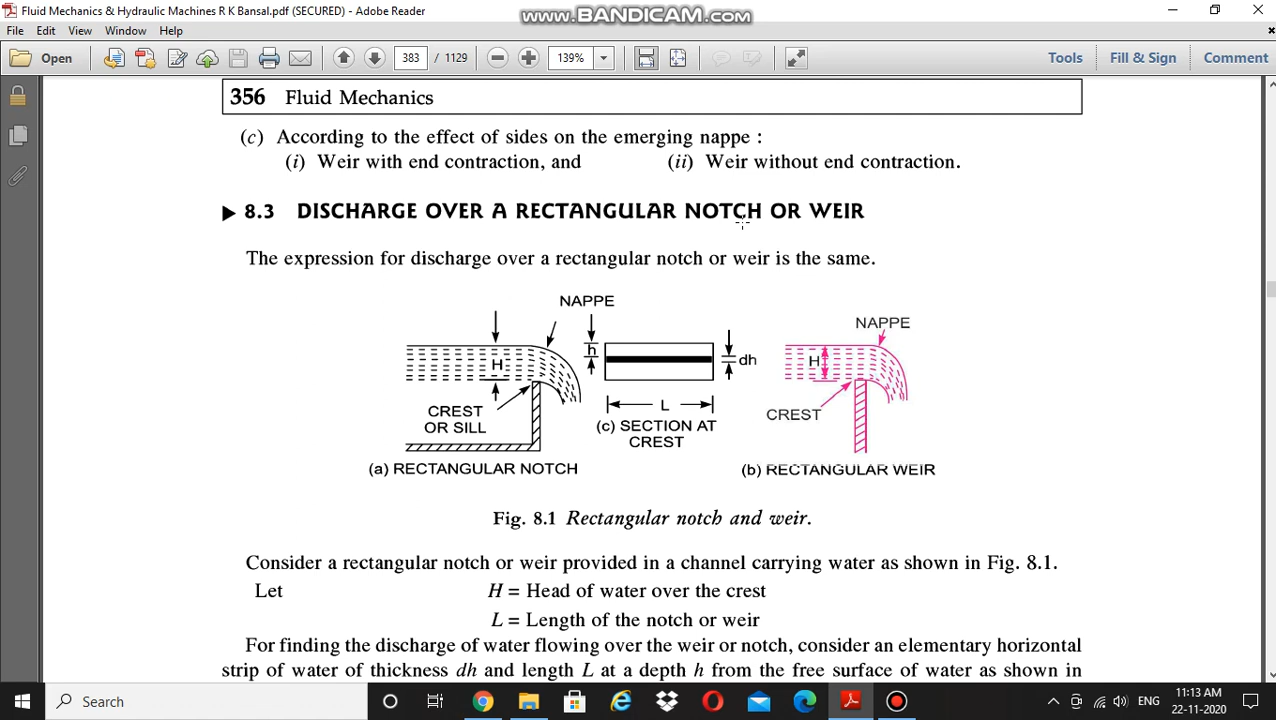 Fluid Mechanics & Hydraulic Machines R K Bansal.pdf (SECURED) - Adobe Reader
www.BANDICAM.com
File Edit View Window Help
Open 383 / 1129 139% Tools Fill & Sign Comment
356 Fluid Mechanics
(c) According to the effect of sides on the emerging nappe :
(i) Weir with end contraction, and (ii) Weir without end contraction.
8.3 DISCHARGE OVER A RECTANGULAR NOTCH OR WEIR
The expression for discharge over a rectangular notch or weir is the same.
NAPPE
H
CREST
OR SILL
(a) RECTANGULAR NOTCH
h
dh
L
(c) SECTION AT
CREST
NAPPE
H
CREST
(b) RECTANGULAR WEIR
Fig. 8.1 Rectangular notch and weir.
Consider a rectangular notch or weir provided in a channel carrying water as shown in Fig. 8.1.
Let H = Head of water over the crest
L = Length of the notch or weir
For finding the discharge of water flowing over the weir or notch, consider an elementary horizontal
strip of water of thickness dh and length L at a depth h from the free surface of water as shown in
Search
ENG
11:13 AM
22-11-2020